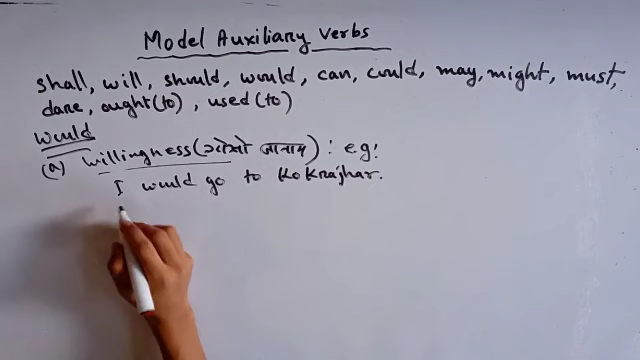 Model Auxiliary Verbs
shall, will, should, would, can, could, may, might, must,
dare, ought(to), used(to)
Would
(a) Willingness( जानाय) : eg:
I would go to Kokrajhar.